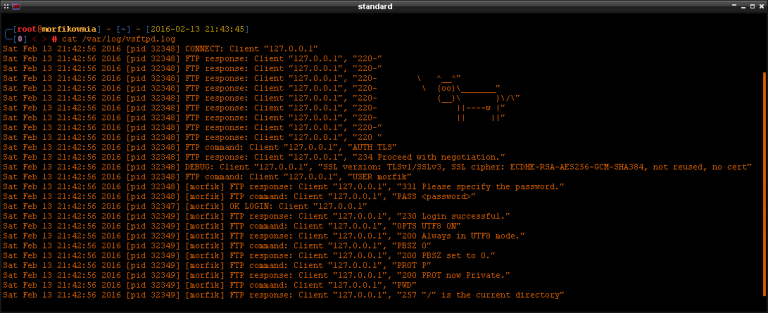 standard
[root@morfikownia] - [~] - [2016-02-13 21:43:45]
[0] <> # cat /var/log/vsftpd.log
Sat Feb 13 21:42:56 2016 [pid 32348] CONNECT: Client "127.0.0.1"
Sat Feb 13 21:42:56 2016 [pid 32348] FTP response: Client "127.0.0.1", "220-"
Sat Feb 13 21:42:56 2016 [pid 32348] FTP response: Client "127.0.0.1", "220-"
Sat Feb 13 21:42:56 2016 [pid 32348] FTP response: Client "127.0.0.1", "220-         \   ^__^"
Sat Feb 13 21:42:56 2016 [pid 32348] FTP response: Client "127.0.0.1", "220-          \  (oo)\_______"
Sat Feb 13 21:42:56 2016 [pid 32348] FTP response: Client "127.0.0.1", "220-             (__)\       )\/\"
Sat Feb 13 21:42:56 2016 [pid 32348] FTP response: Client "127.0.0.1", "220-                 ||----w |"
Sat Feb 13 21:42:56 2016 [pid 32348] FTP response: Client "127.0.0.1", "220-                 ||     ||"
Sat Feb 13 21:42:56 2016 [pid 32348] FTP response: Client "127.0.0.1", "220-"
Sat Feb 13 21:42:56 2016 [pid 32348] FTP response: Client "127.0.0.1", "220 "
Sat Feb 13 21:42:56 2016 [pid 32348] FTP command: Client "127.0.0.1", "AUTH TLS"
Sat Feb 13 21:42:56 2016 [pid 32348] FTP response: Client "127.0.0.1", "234 Proceed with negotiation."
Sat Feb 13 21:42:56 2016 [pid 32348] DEBUG: Client "127.0.0.1", "SSL version: TLSv1/SSLv3, SSL cipher: ECDHE-RSA-AES256-GCM-SHA384, not reused, no cert"
Sat Feb 13 21:42:56 2016 [pid 32348] FTP command: Client "127.0.0.1", "USER morfik"
Sat Feb 13 21:42:56 2016 [pid 32348] [morfik] FTP response: Client "127.0.0.1", "331 Please specify the password."
Sat Feb 13 21:42:56 2016 [pid 32348] [morfik] FTP command: Client "127.0.0.1", "PASS <password>"
Sat Feb 13 21:42:56 2016 [pid 32347] [morfik] OK LOGIN: Client "127.0.0.1"
Sat Feb 13 21:42:56 2016 [pid 32349] [morfik] FTP response: Client "127.0.0.1", "230 Login successful."
Sat Feb 13 21:42:56 2016 [pid 32349] [morfik] FTP command: Client "127.0.0.1", "OPTS UTF8 ON"
Sat Feb 13 21:42:56 2016 [pid 32349] [morfik] FTP response: Client "127.0.0.1", "200 Always in UTF8 mode."
Sat Feb 13 21:42:56 2016 [pid 32349] [morfik] FTP command: Client "127.0.0.1", "PBSZ 0"
Sat Feb 13 21:42:56 2016 [pid 32349] [morfik] FTP response: Client "127.0.0.1", "200 PBSZ set to 0."
Sat Feb 13 21:42:56 2016 [pid 32349] [morfik] FTP command: Client "127.0.0.1", "PROT P"
Sat Feb 13 21:42:56 2016 [pid 32349] [morfik] FTP response: Client "127.0.0.1", "200 PROT now Private."
Sat Feb 13 21:42:56 2016 [pid 32349] [morfik] FTP command: Client "127.0.0.1", "PWD"
Sat Feb 13 21:42:56 2016 [pid 32349] [morfik] FTP response: Client "127.0.0.1", "257 "/" is the current directory"